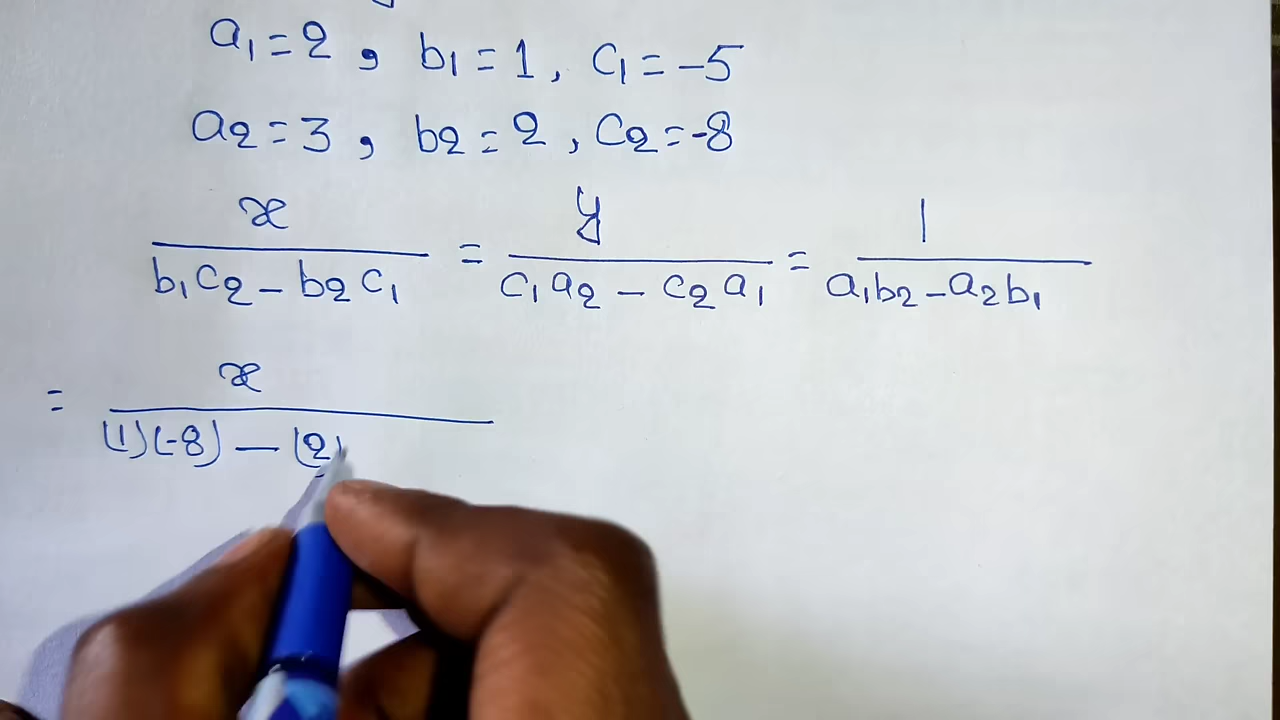 a₁ = 2 , b₁ = 1 , c₁ = -5
a₂ = 3 , b₂ = 2 , c₂ = -8
x/(b₁c₂ - b₂c₁) = y/(c₁a₂ - c₂a₁) = 1/(a₁b₂ - a₂b₁)
= x/((1)(-8) - (2)